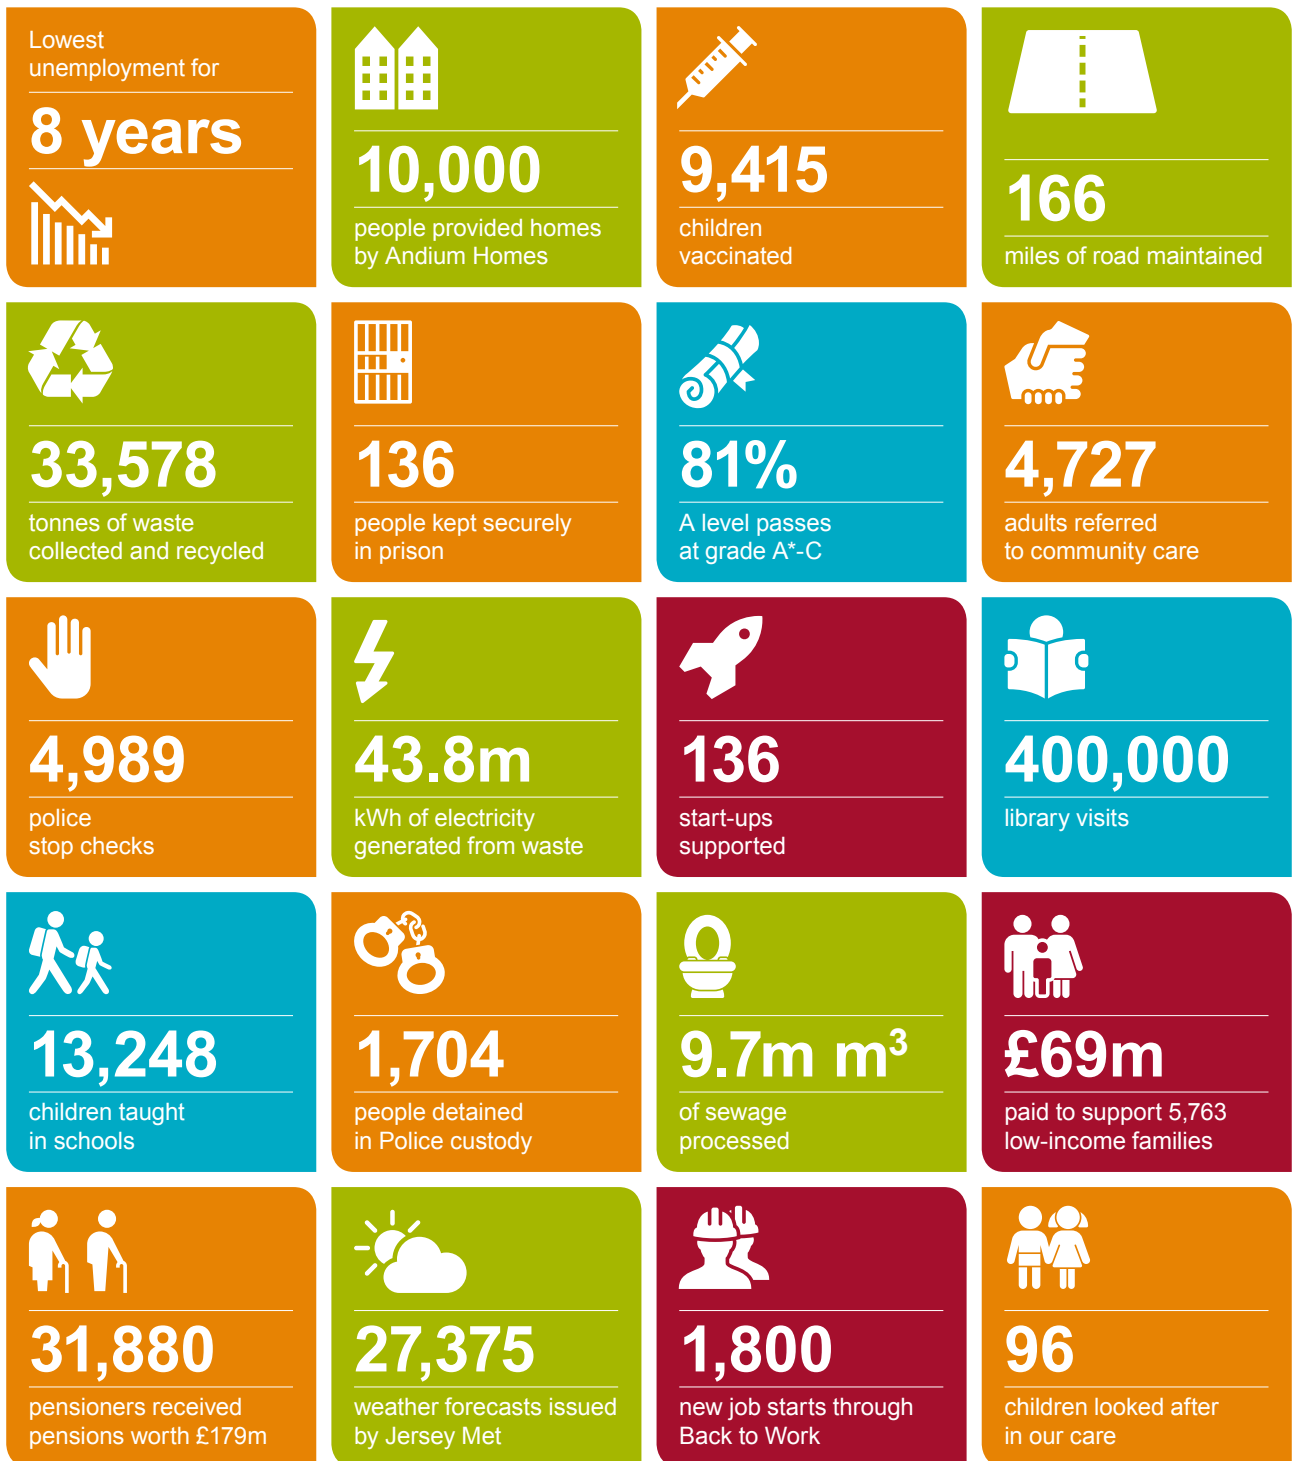 Lowest
unemployment for
8 years
10,000
people provided homes
by Andium Homes
9,415
children
vaccinated
166
miles of road maintained
33,578
tonnes of waste
collected and recycled
136
people kept securely
in prison
81%
A level passes
at grade A*-C
4,727
adults referred
to community care
4,989
police
stop checks
43.8m
kWh of electricity
generated from waste
136
start-ups
supported
400,000
library visits
13,248
children taught
in schools
1,704
people detained
in Police custody
9.7m m³
of sewage
processed
£69m
paid to support 5,763
low-income families
31,880
pensioners received
pensions worth £179m
27,375
weather forecasts issued
by Jersey Met
1,800
new job starts through
Back to Work
96
children looked after
in our care